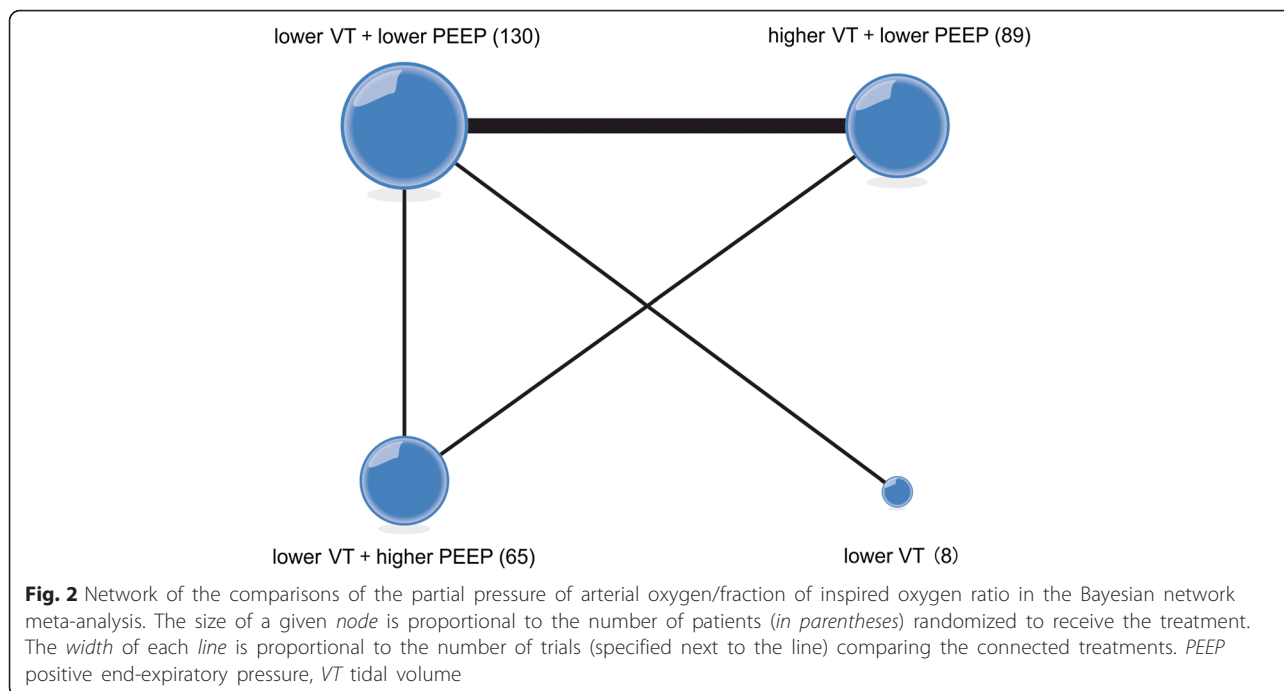 lower VT + lower PEEP (130)
higher VT + lower PEEP (89)
lower VT + higher PEEP (65)
lower VT (8)
Fig. 2 Network of the comparisons of the partial pressure of arterial oxygen/fraction of inspired oxygen ratio in the Bayesian network
meta-analysis. The size of a given node is proportional to the number of patients (in parentheses) randomized to receive the treatment.
The width of each line is proportional to the number of trials (specified next to the line) comparing the connected treatments. PEEP
positive end-expiratory pressure, VT tidal volume